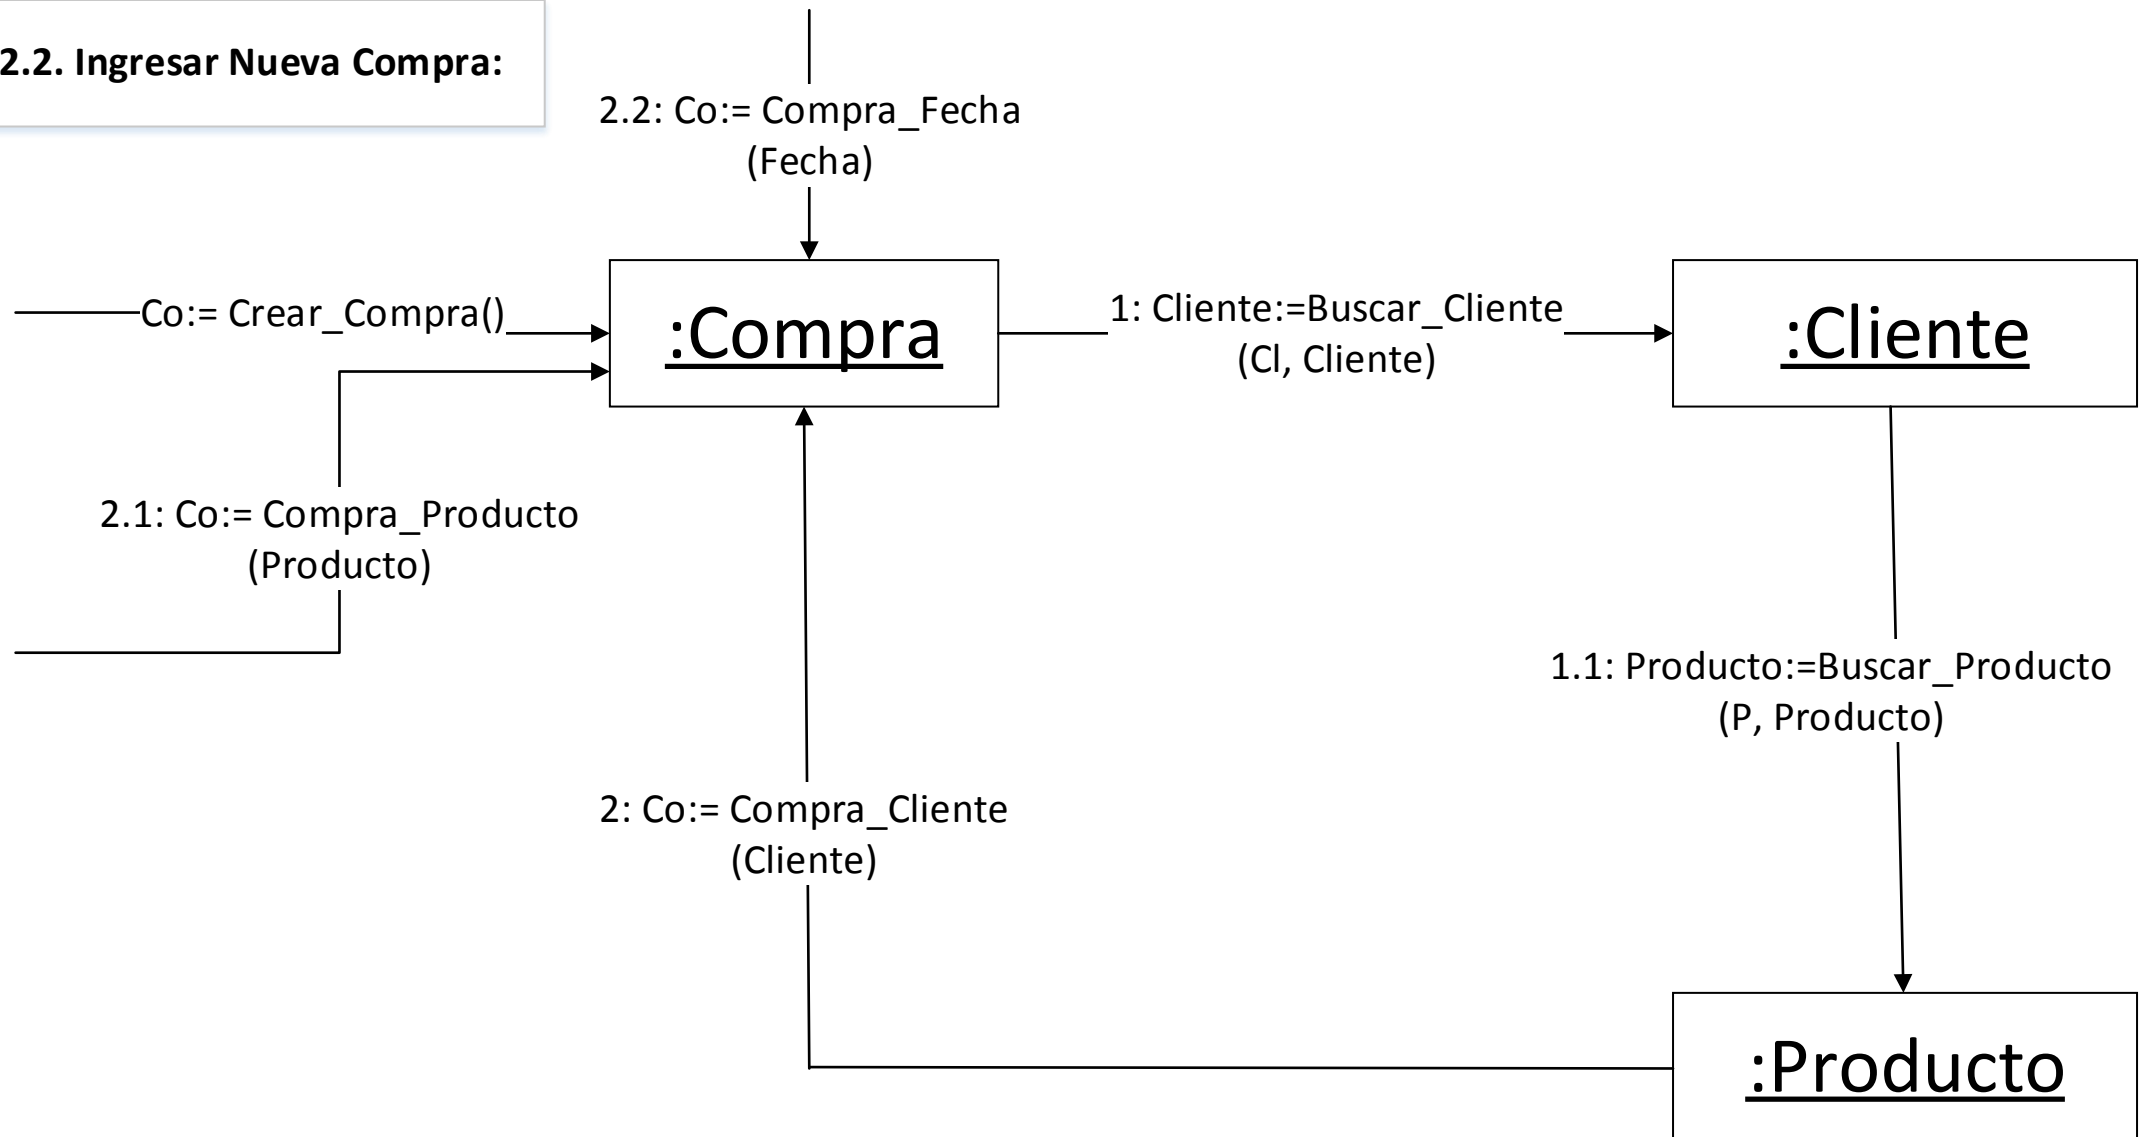 2.2. Ingresar Nueva Compra:
2.2: Co:= Compra_Fecha
(Fecha)
Co:= Crear_Compra()
:Compra
1: Cliente:=Buscar_Cliente
(Cl, Cliente)
:Cliente
2.1: Co:= Compra_Producto
(Producto)
1.1: Producto:=Buscar_Producto
(P, Producto)
2: Co:= Compra_Cliente
(Cliente)
:Producto